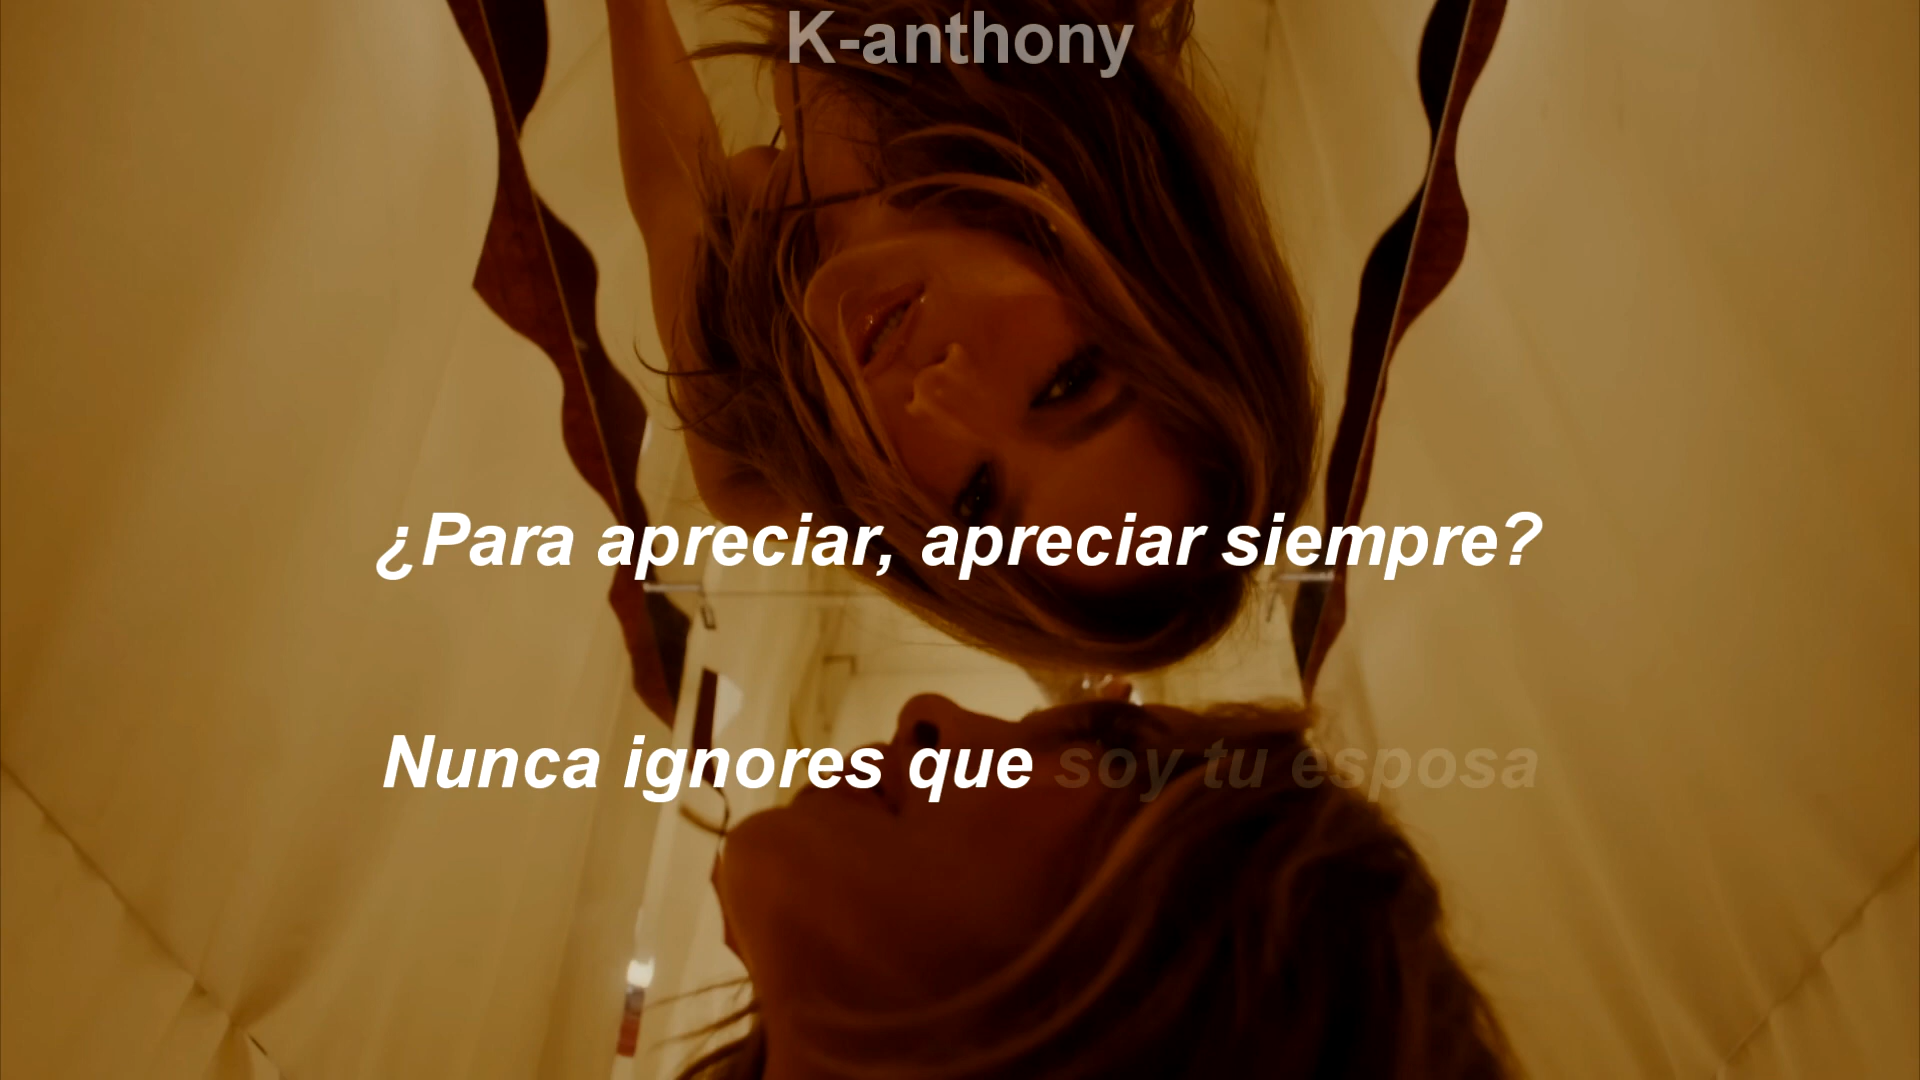 K-anthony
¿Para apreciar, apreciar siempre?
Nunca ignores que soy tu esposa